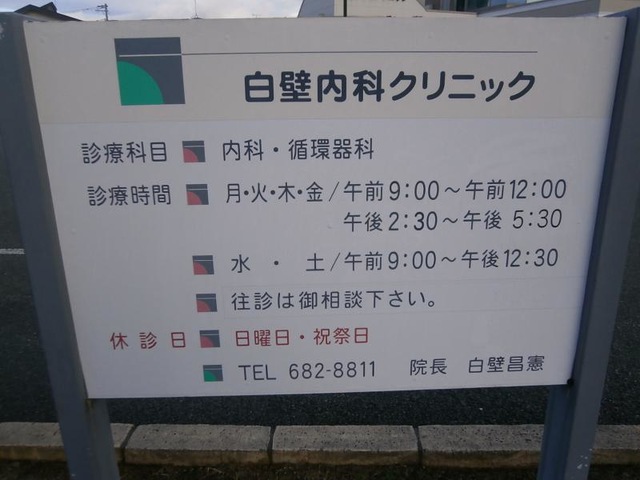 白壁内科クリニック
診療科目 内科・循環器科
診療時間 月・火・木・金/午前9:00〜午前12:00
午後2:30〜午後 5:30
水 ・ 土/午前9:00〜午後12:30
往診は御相談下さい。
休診日 日曜日・祝祭日
TEL 682-8811 院長 白壁昌憲